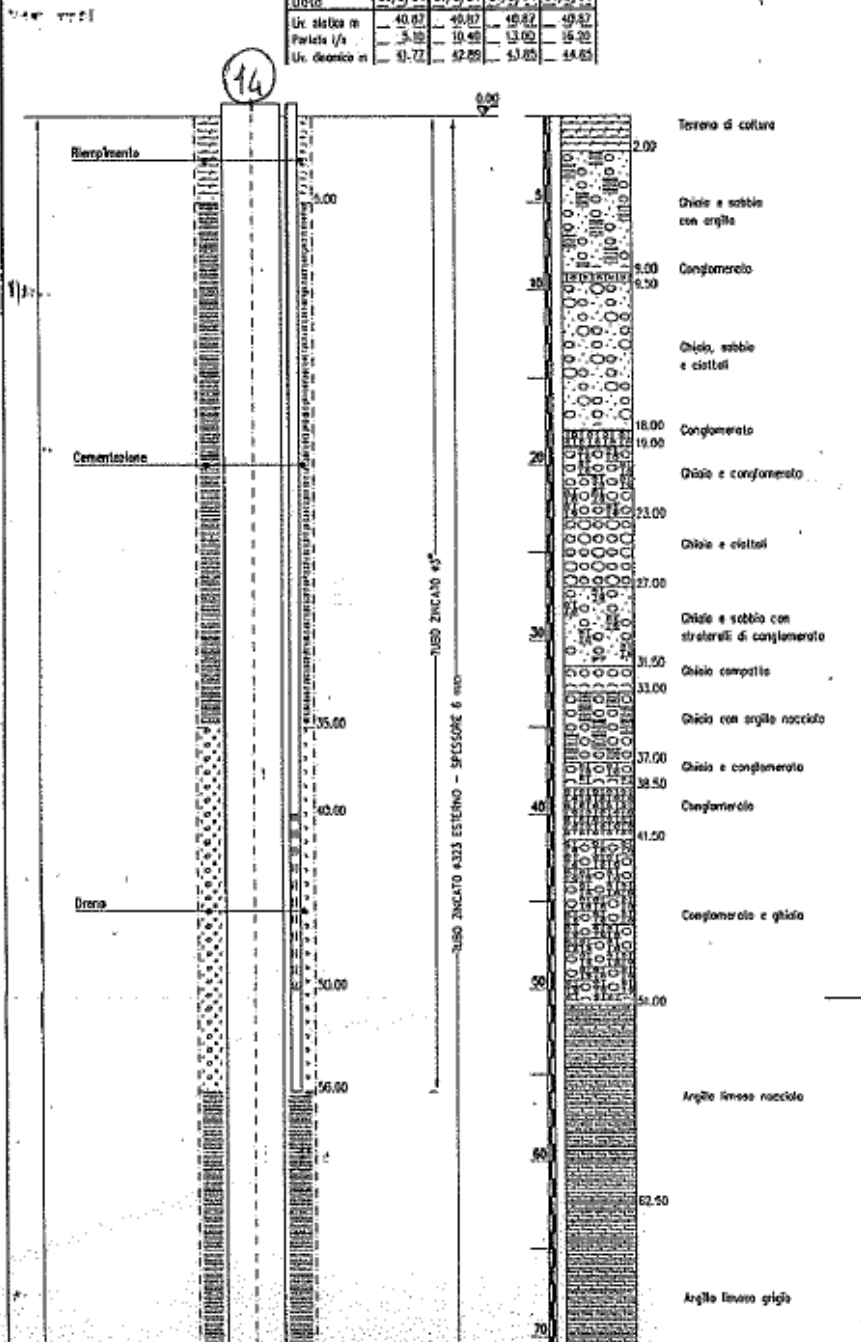 Data
Liv. statico m 40.87 40.87 40.87 40.87
Portata l/s 5.10 10.40 13.00 16.20
Liv. dinamico m 41.77 42.89 43.85 44.85
14
0.00
Riempimento
5.00
Cementazione
35.00
40.00
Dreno
50.00
56.00
TUBO ZINCATO ø3"
TUBO ZINCATO ø323 ESTERNO - SPESSORE 6 mm
5
10
20
30
40
50
60
70
Terreno di coltura
2.00
Ghiaia e sabbia
con argilla
9.00
Conglomerato
9.50
Ghiaia, sabbia
e ciottoli
18.00
Conglomerato
19.00
Ghiaia e conglomerato
23.00
Ghiaia e ciottoli
27.00
Ghiaia e sabbia con
straterelli di conglomerato
31.50
Ghiaia compatta
33.00
Ghiaia con argilla nocciola
37.00
Ghiaia e conglomerato
38.50
Conglomerato
41.50
Conglomerato e ghiaia
51.00
Argilla limosa nocciola
62.50
Argilla limosa grigia